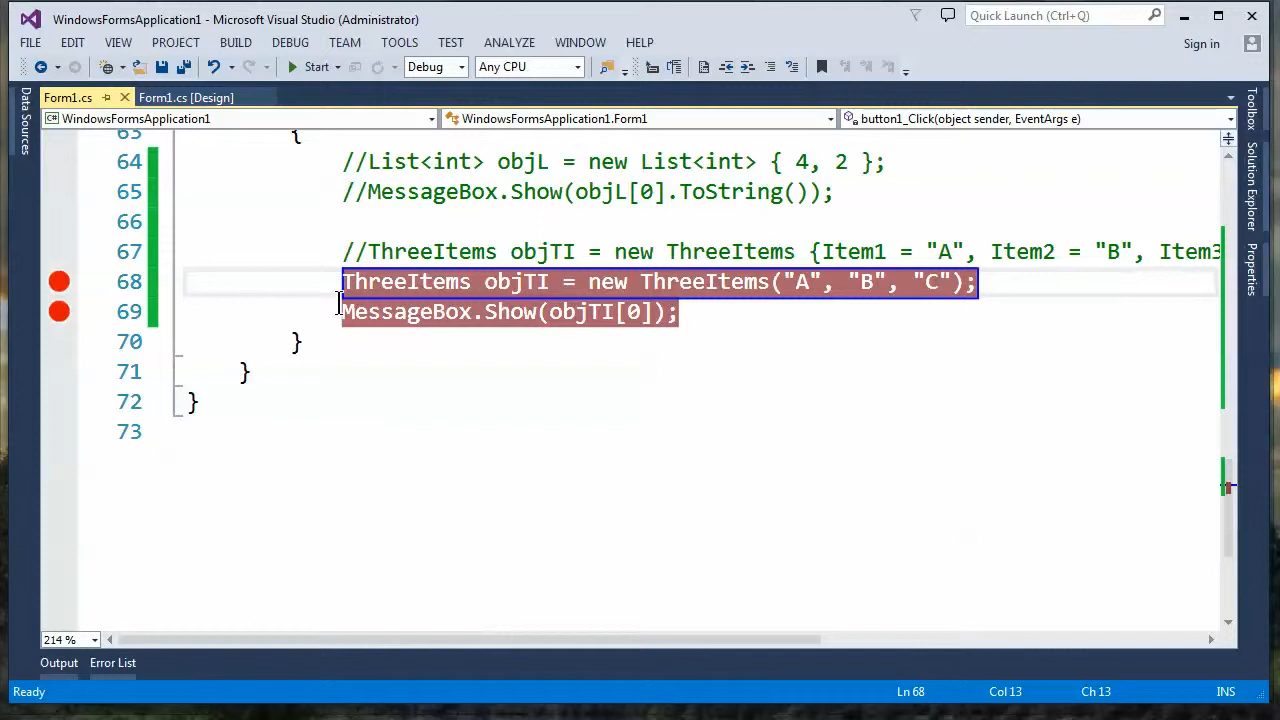 WindowsFormsApplication1 - Microsoft Visual Studio (Administrator)
Quick Launch (Ctrl+Q)
FILE EDIT VIEW PROJECT BUILD DEBUG TEAM TOOLS TEST ANALYZE WINDOW HELP
Sign in
Start Debug Any CPU
Data Sources
Form1.cs Form1.cs [Design]
WindowsFormsApplication1 WindowsFormsApplication1.Form1 button1_Click(object sender, EventArgs e)
63 {
64 //List<int> objL = new List<int> { 4, 2 };
65 //MessageBox.Show(objL[0].ToString());
66
67 //ThreeItems objTI = new ThreeItems {Item1 = "A", Item2 = "B", Item3
68 ThreeItems objTI = new ThreeItems("A", "B", "C");
69 MessageBox.Show(objTI[0]);
70 }
71 }
72 }
73
Toolbox
Solution Explorer
Properties
214 %
Output Error List
Ready Ln 68 Col 13 Ch 13 INS